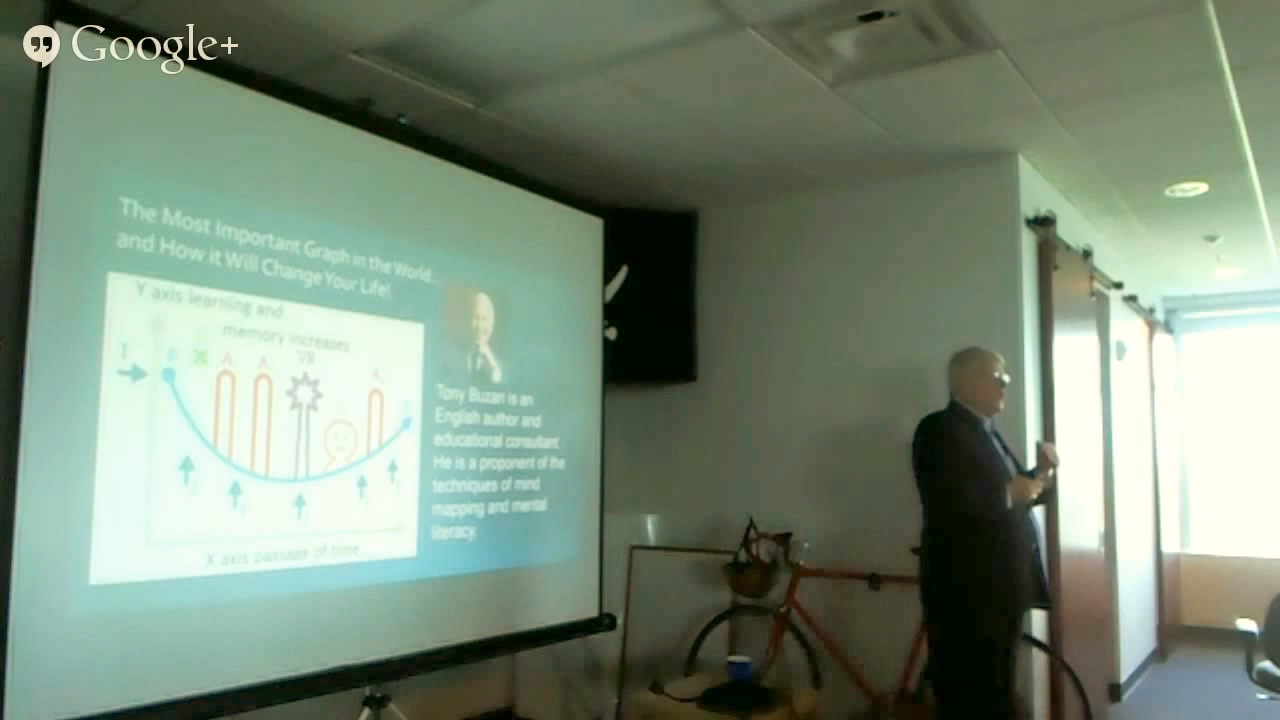 Google+
The Most Important Graph in the World...
and How it Will Change Your Life!
Y axis learning and
memory increases
I
P
X
A
A
VR
A
X axis passage of time
Tony Buzan is an
English author and
educational consultant
He is a proponent of the
techniques of mind
mapping and mental
literacy.